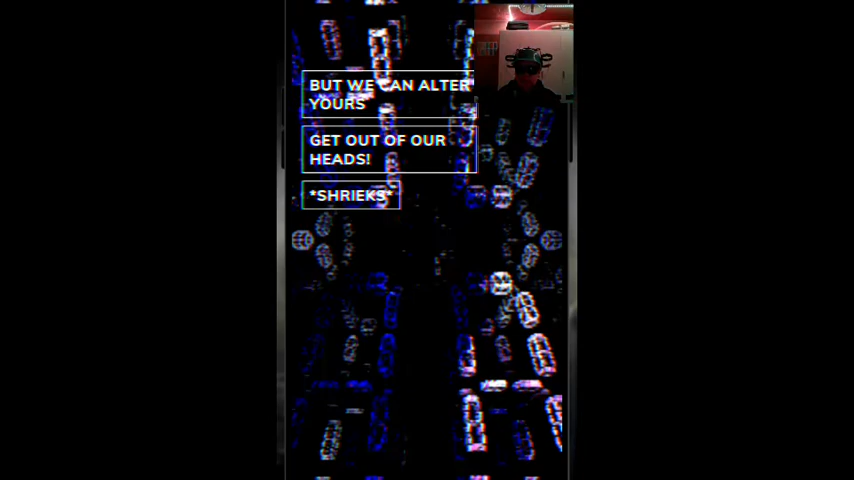 BUT WE CAN ALTER
YOURS
GET OUT OF OUR
HEADS!
*SHRIEKS*